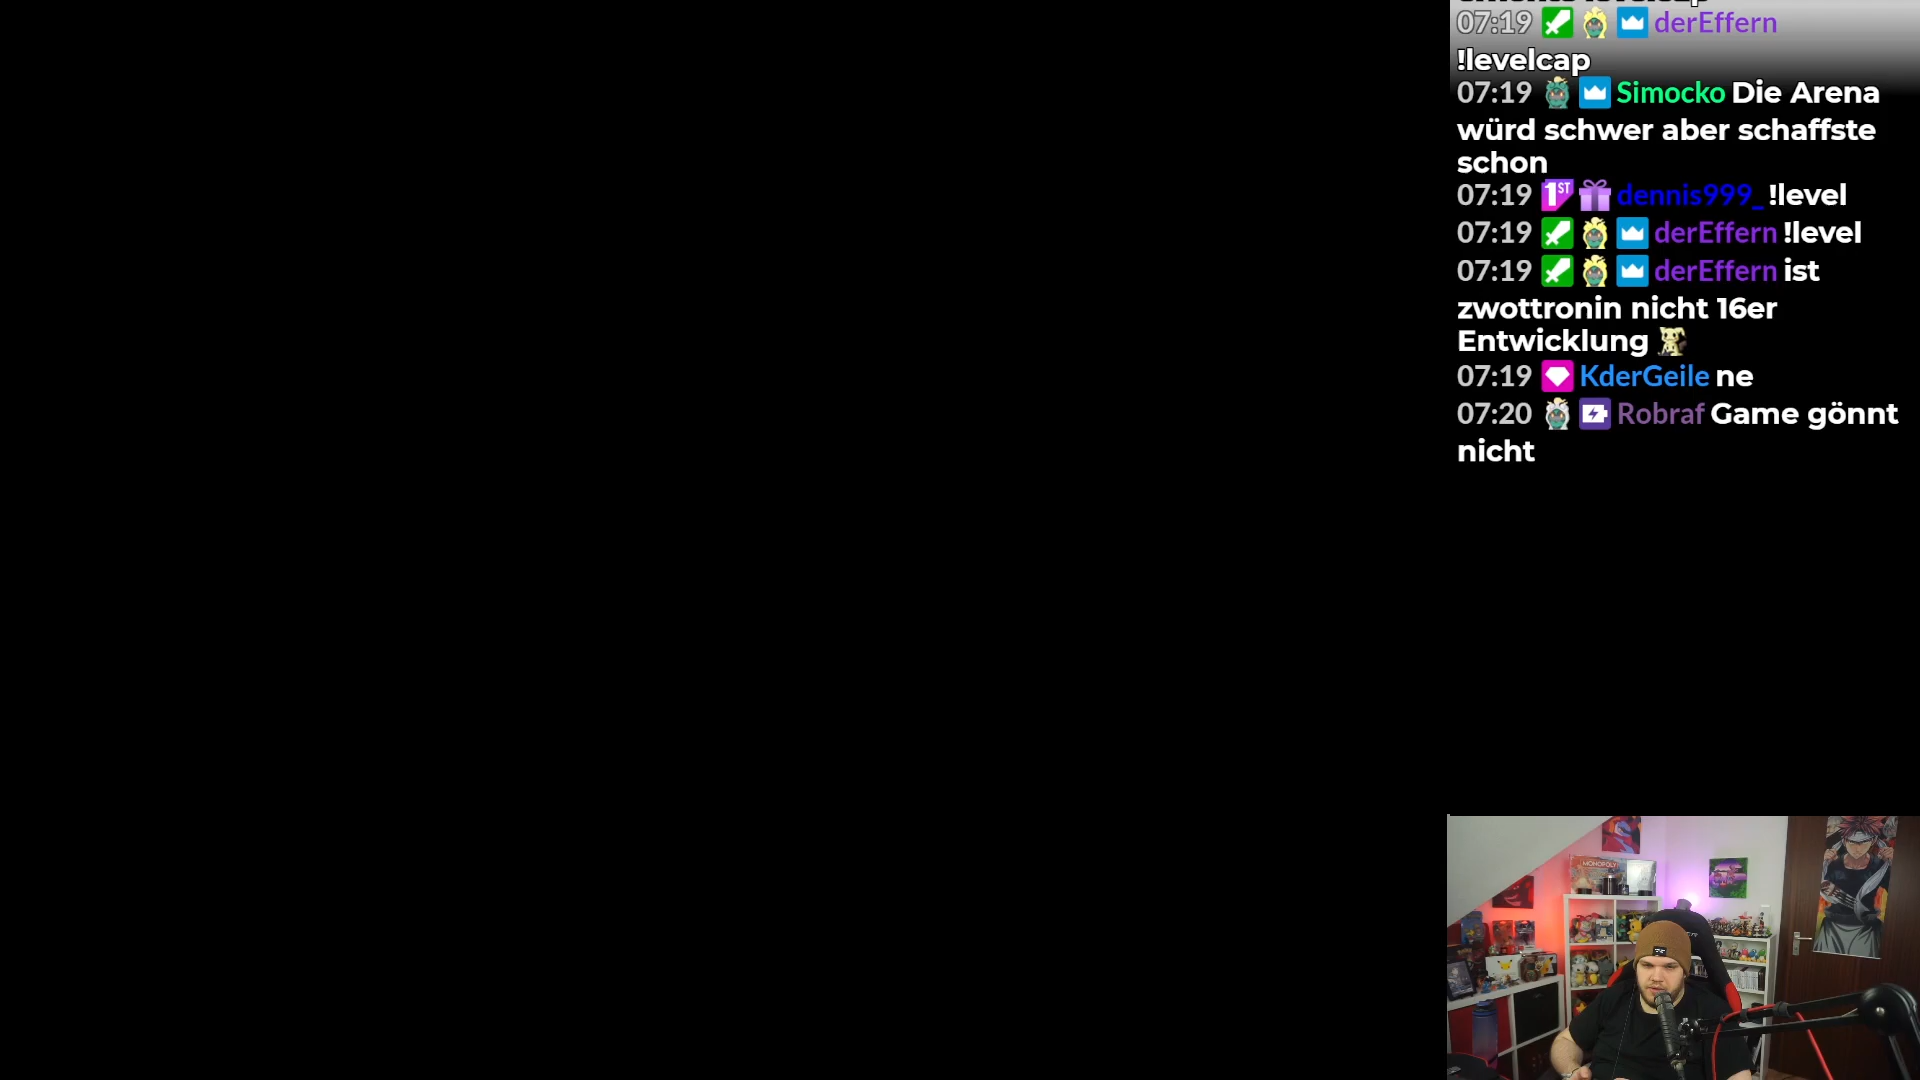 07:19 derEffern
!levelcap
07:19 Simocko Die Arena
würd schwer aber schaffste
schon
07:19 1ST dennis999_ !level
07:19 derEffern !level
07:19 derEffern ist
zwottronin nicht 16er
Entwicklung
07:19 KderGeile ne
07:20 Robraf Game gönnt
nicht
MONOPOLY